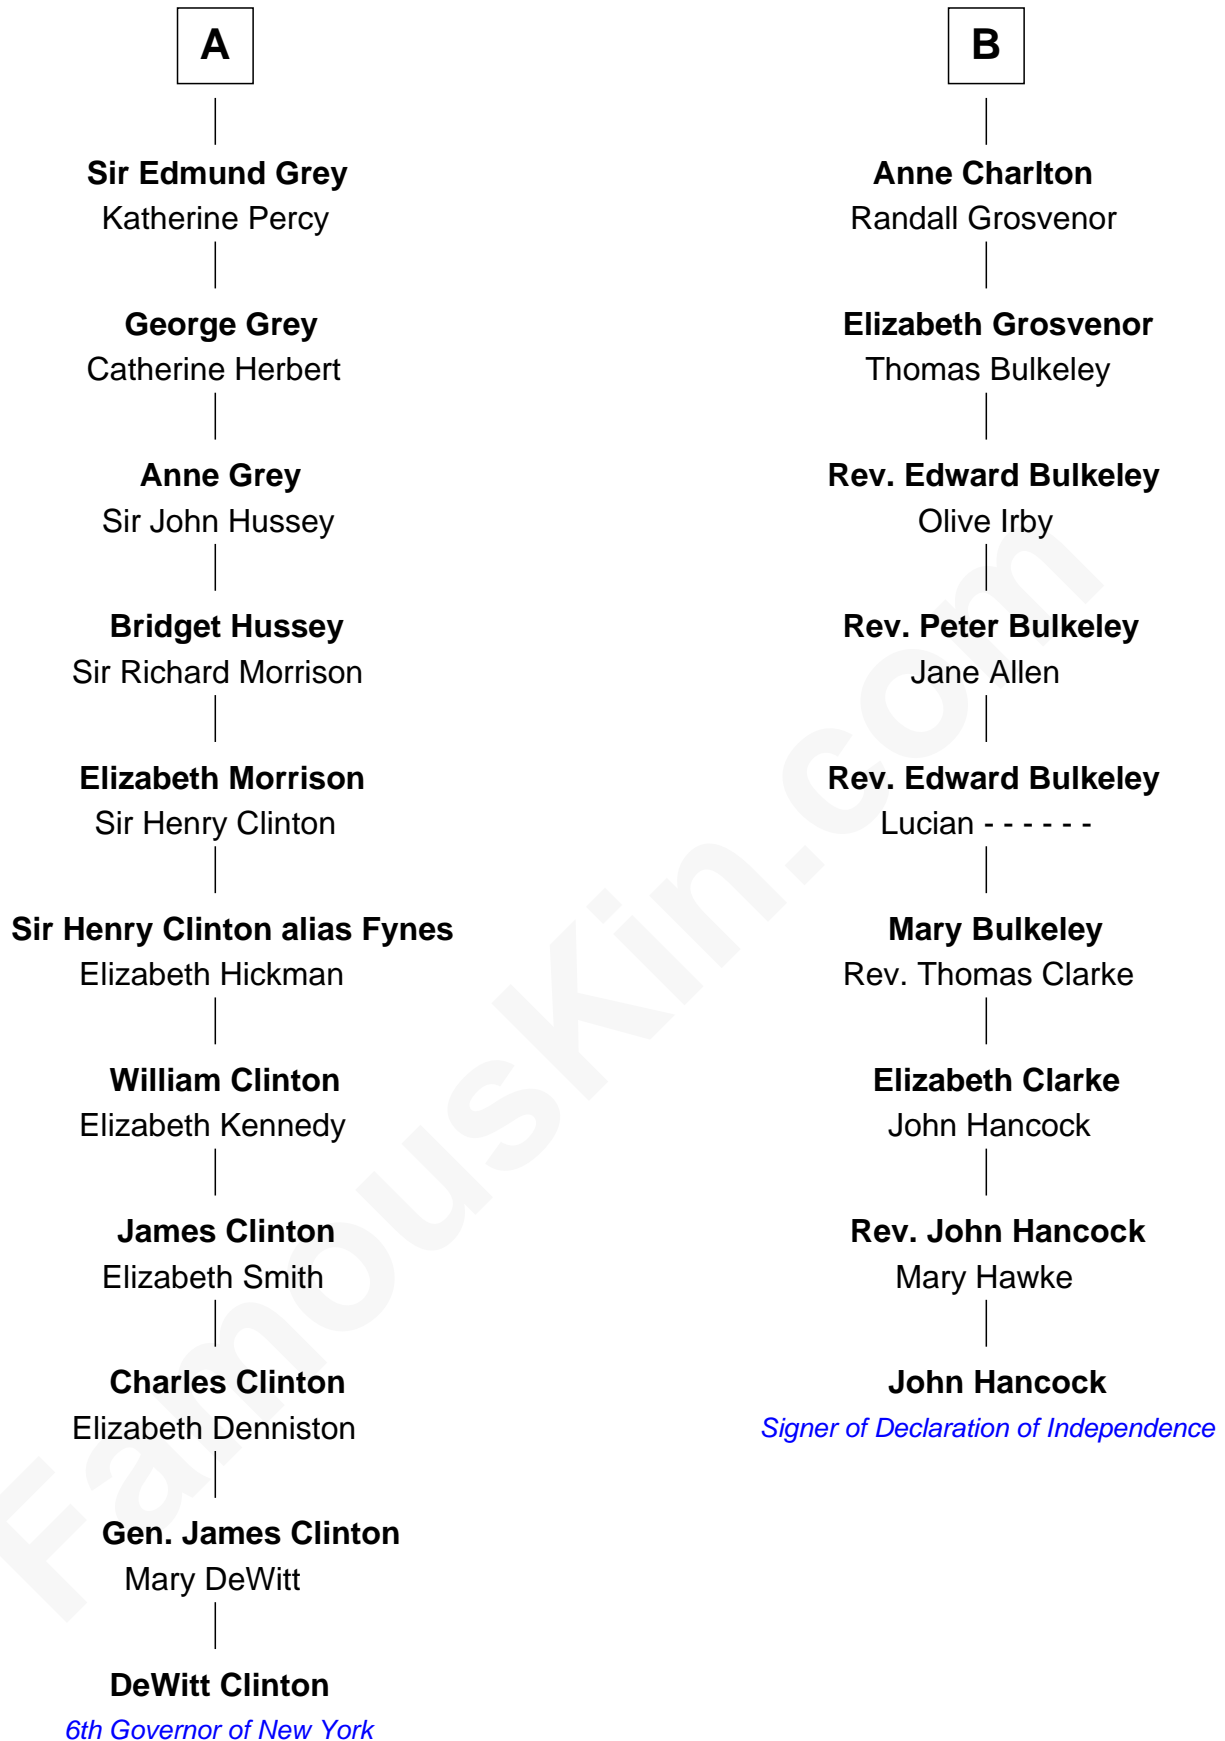 A
Sir Edmund Grey
Katherine Percy
George Grey
Catherine Herbert
Anne Grey
Sir John Hussey
Bridget Hussey
Sir Richard Morrison
Elizabeth Morrison
Sir Henry Clinton
Sir Henry Clinton alias Fynes
Elizabeth Hickman
William Clinton
Elizabeth Kennedy
James Clinton
Elizabeth Smith
Charles Clinton
Elizabeth Denniston
Gen. James Clinton
Mary DeWitt
DeWitt Clinton
6th Governor of New York
B
Anne Charlton
Randall Grosvenor
Elizabeth Grosvenor
Thomas Bulkeley
Rev. Edward Bulkeley
Olive Irby
Rev. Peter Bulkeley
Jane Allen
Rev. Edward Bulkeley
Lucian - - - - - -
Mary Bulkeley
Rev. Thomas Clarke
Elizabeth Clarke
John Hancock
Rev. John Hancock
Mary Hawke
John Hancock
Signer of Declaration of Independence
FamousKin.com